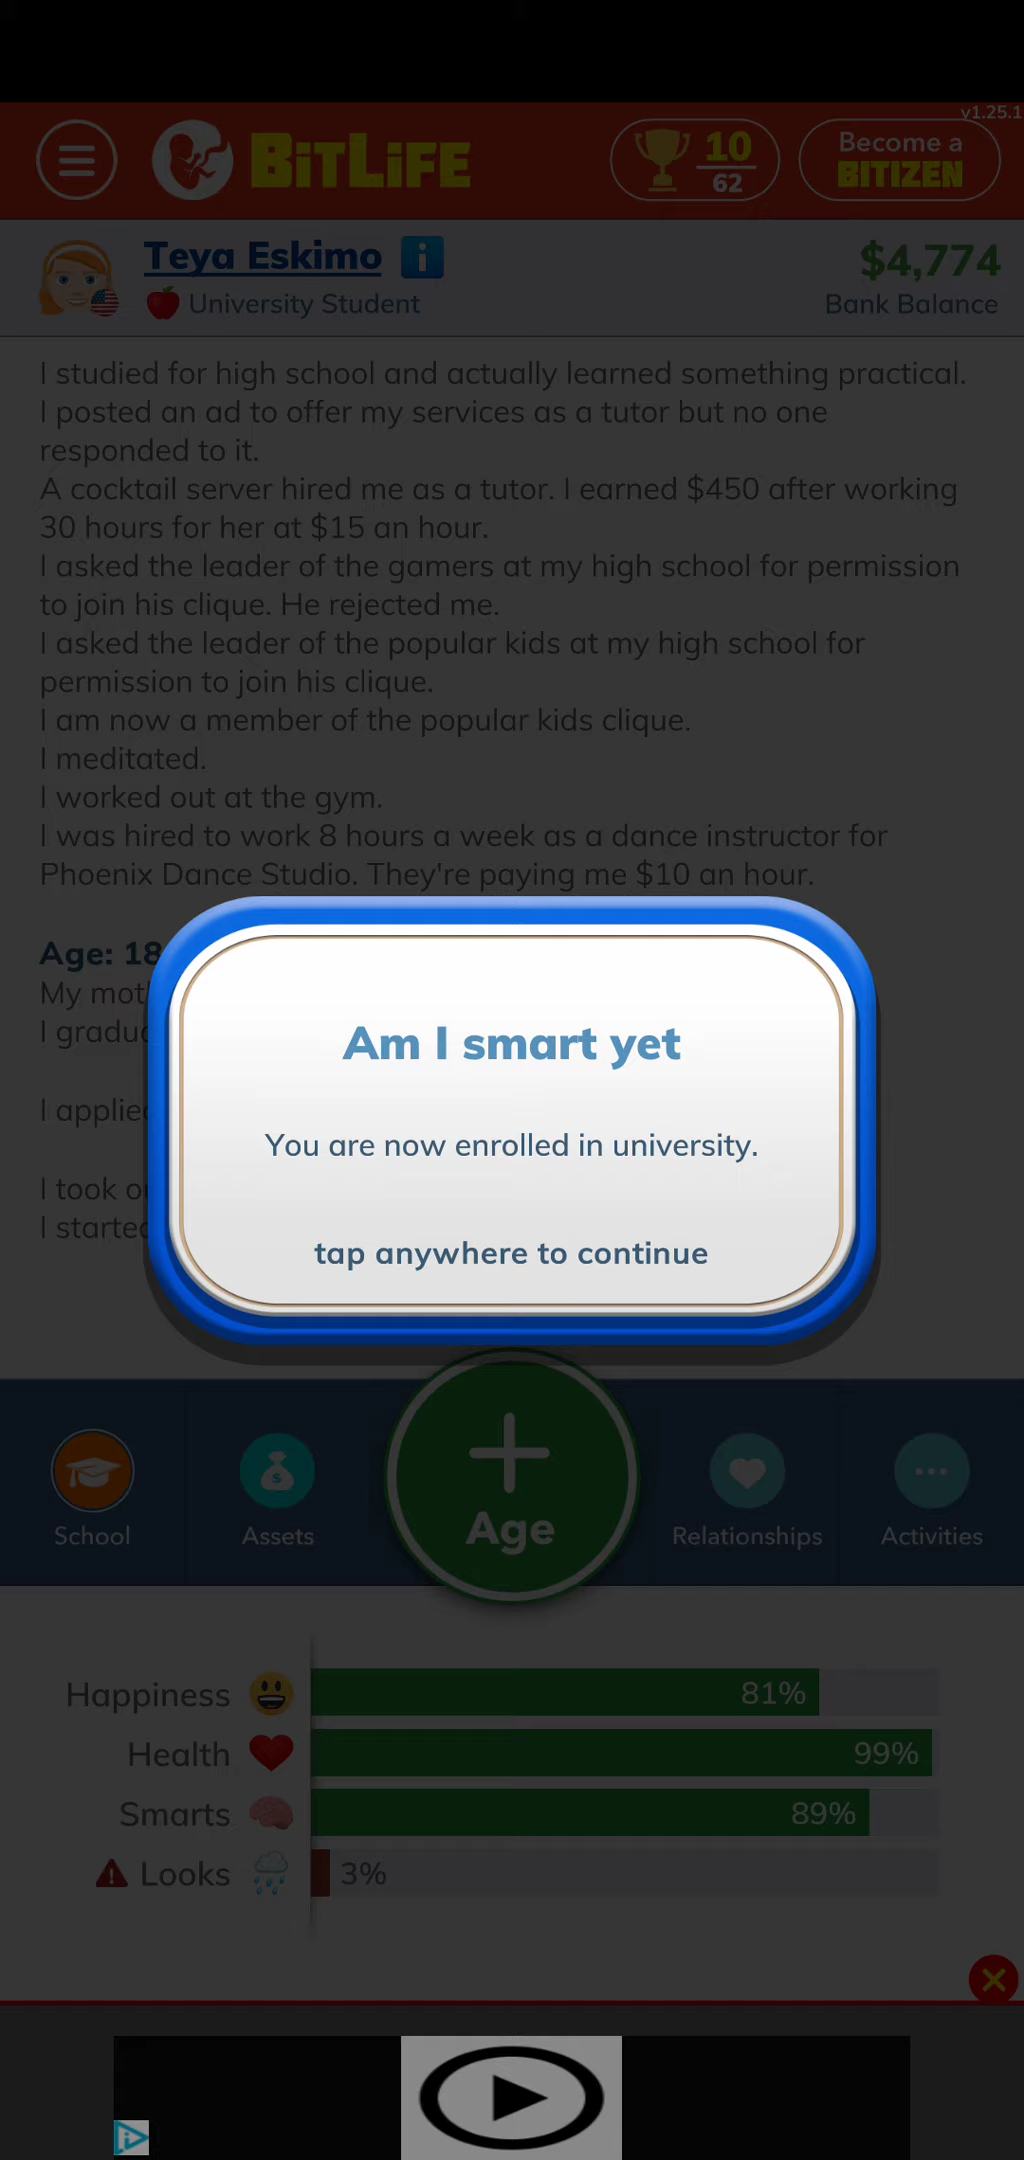 v1.25.1
BITLIFE
10
62
Become a
BITIZEN
Teya Eskimo
$4,774
University Student
Bank Balance
I studied for high school and actually learned something practical.
I posted an ad to offer my services as a tutor but no one
responded to it.
A cocktail server hired me as a tutor. I earned $450 after working
30 hours for her at $15 an hour.
I asked the leader of the gamers at my high school for permission
to join his clique. He rejected me.
I asked the leader of the popular kids at my high school for
permission to join his clique.
I am now a member of the popular kids clique.
I meditated.
I worked out at the gym.
I was hired to work 8 hours a week as a dance instructor for
Phoenix Dance Studio. They're paying me $10 an hour.
Age: 18
My
I
I
I took
I
Am I smart yet
You are now enrolled in university.
tap anywhere to continue
School
Assets
Age
Relationships
Activities
Happiness 81%
Health 99%
Smarts 89%
Looks 3%